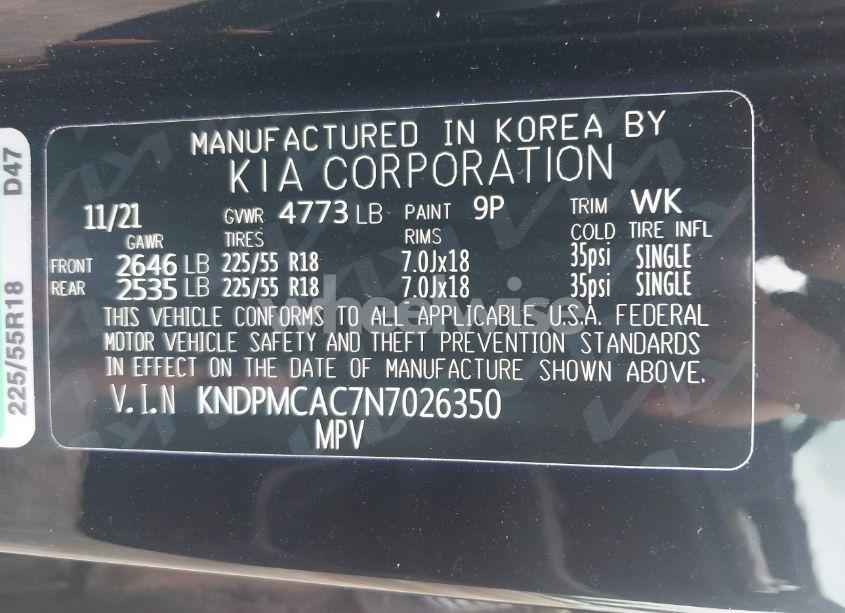 225/55R18 D47
MANUFACTURED IN KOREA BY
KIA CORPORATION
11/21 GVWR 4773 LB PAINT 9P TRIM WK
GAWR TIRES RIMS COLD TIRE INFL
FRONT 2646 LB 225/55 R18 7.0Jx18 35psi SINGLE
REAR 2535 LB 225/55 R18 7.0Jx18 35psi SINGLE
THIS VEHICLE CONFORMS TO ALL APPLICABLE U.S.A. FEDERAL
MOTOR VEHICLE SAFETY AND THEFT PREVENTION STANDARDS
IN EFFECT ON THE DATE OF MANUFACTURE SHOWN ABOVE.
V.I.N KNDPMCAC7N7026350
MPV